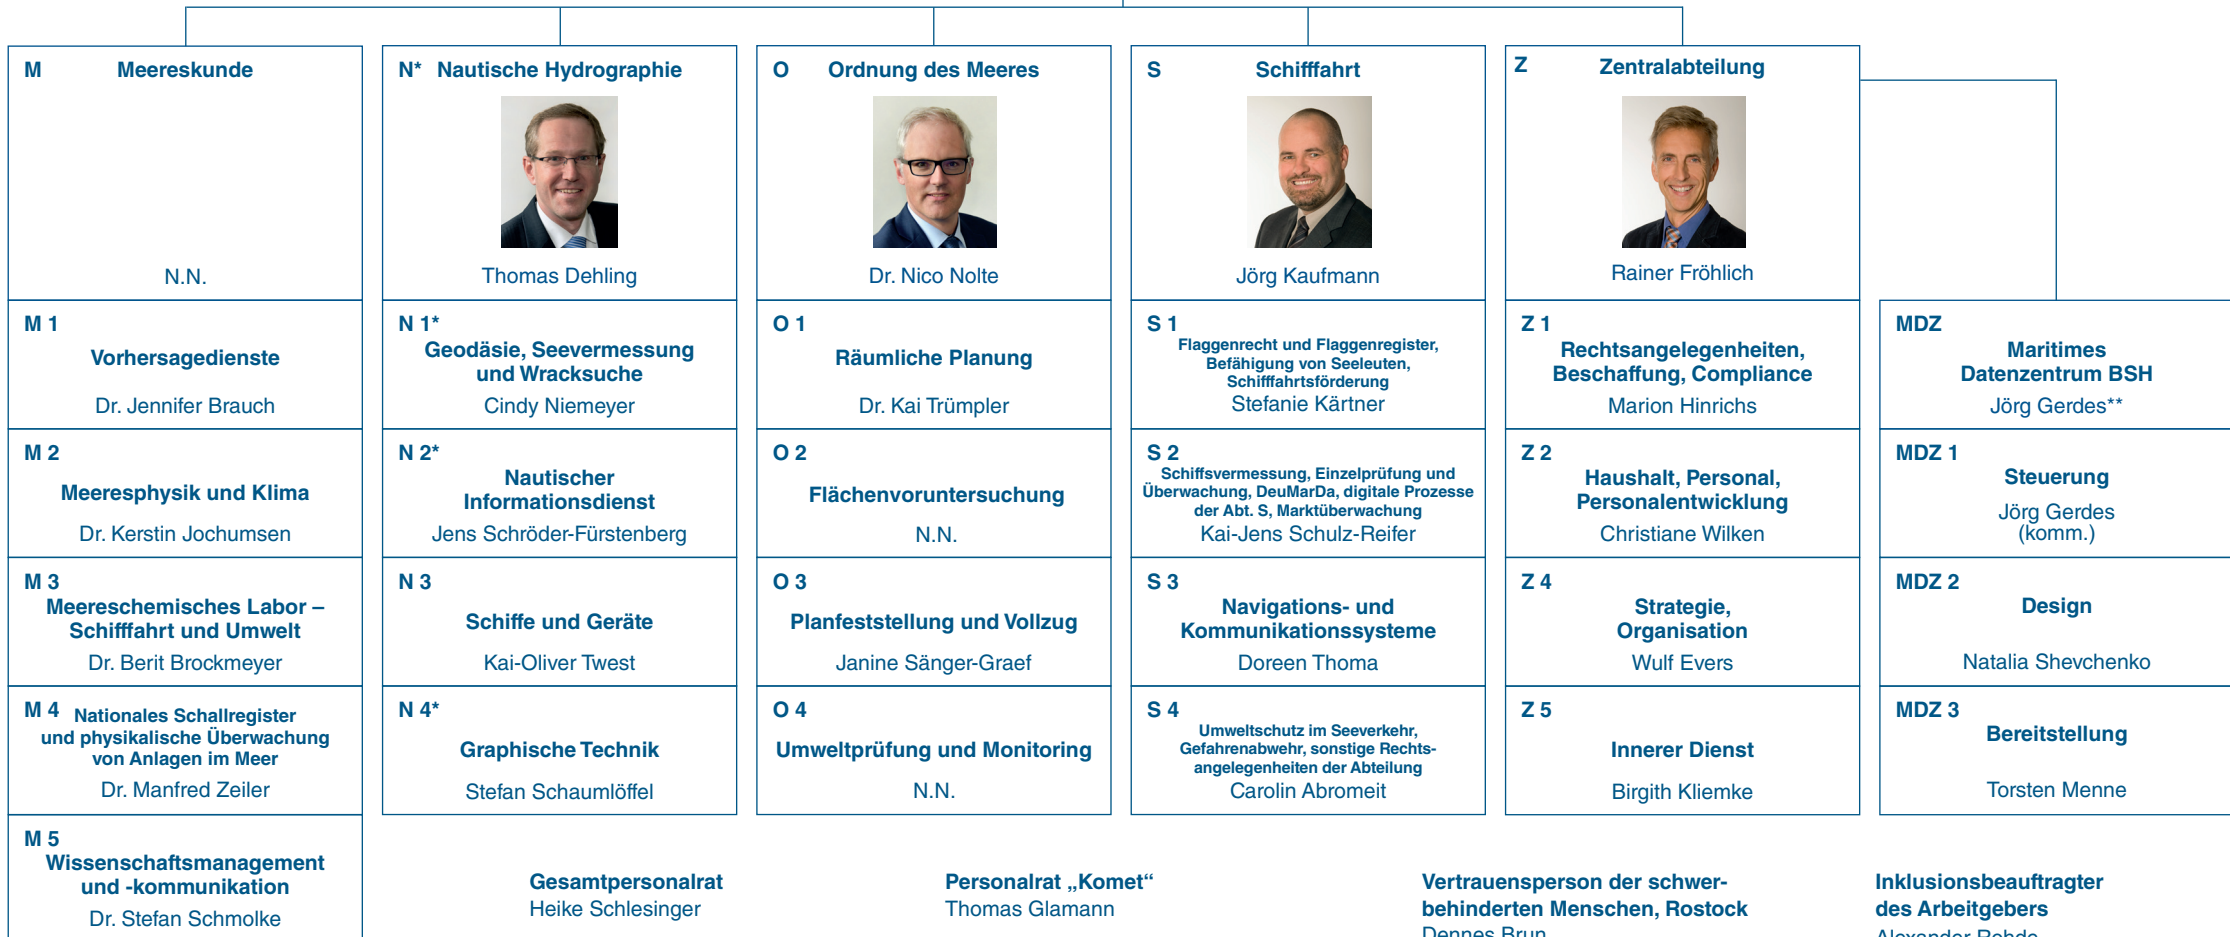 M Meereskunde
N.N.
M 1
Vorhersagedienste
Dr. Jennifer Brauch
M 2
Meeresphysik und Klima
Dr. Kerstin Jochumsen
M 3
Meereschemisches Labor –
Schifffahrt und Umwelt
Dr. Berit Brockmeyer
M 4 Nationales Schallregister
und physikalische Überwachung
von Anlagen im Meer
Dr. Manfred Zeiler
M 5
Wissenschaftsmanagement
und -kommunikation
Dr. Stefan Schmolke
N* Nautische Hydrographie
Thomas Dehling
N 1*
Geodäsie, Seevermessung
und Wracksuche
Cindy Niemeyer
N 2*
Nautischer
Informationsdienst
Jens Schröder-Fürstenberg
N 3
Schiffe und Geräte
Kai-Oliver Twest
N 4*
Graphische Technik
Stefan Schaumlöffel
O Ordnung des Meeres
Dr. Nico Nolte
O 1
Räumliche Planung
Dr. Kai Trümpler
O 2
Flächenvoruntersuchung
N.N.
O 3
Planfeststellung und Vollzug
Janine Sänger-Graef
O 4
Umweltprüfung und Monitoring
N.N.
S Schifffahrt
Jörg Kaufmann
S 1
Flaggenrecht und Flaggenregister,
Befähigung von Seeleuten,
Schifffahrtsförderung
Stefanie Kärtner
S 2
Schiffsvermessung, Einzelprüfung und
Überwachung, DeuMarDa, digitale Prozesse
der Abt. S, Marktüberwachung
Kai-Jens Schulz-Reifer
S 3
Navigations- und
Kommunikationssysteme
Doreen Thoma
S 4
Umweltschutz im Seeverkehr,
Gefahrenabwehr, sonstige Rechts-
angelegenheiten der Abteilung
Carolin Abromeit
Z Zentralabteilung
Rainer Fröhlich
Z 1
Rechtsangelegenheiten,
Beschaffung, Compliance
Marion Hinrichs
Z 2
Haushalt, Personal,
Personalentwicklung
Christiane Wilken
Z 4
Strategie,
Organisation
Wulf Evers
Z 5
Innerer Dienst
Birgith Kliemke
MDZ
Maritimes
Datenzentrum BSH
Jörg Gerdes**
MDZ 1
Steuerung
Jörg Gerdes
(komm.)
MDZ 2
Design
Natalia Shevchenko
MDZ 3
Bereitstellung
Torsten Menne
Gesamtpersonalrat
Heike Schlesinger
Personalrat „Komet“
Thomas Glamann
Vertrauensperson der schwer-
behinderten Menschen, Rostock
Dennes Brun
Inklusionsbeauftragter
des Arbeitgebers
Alexander Rohde